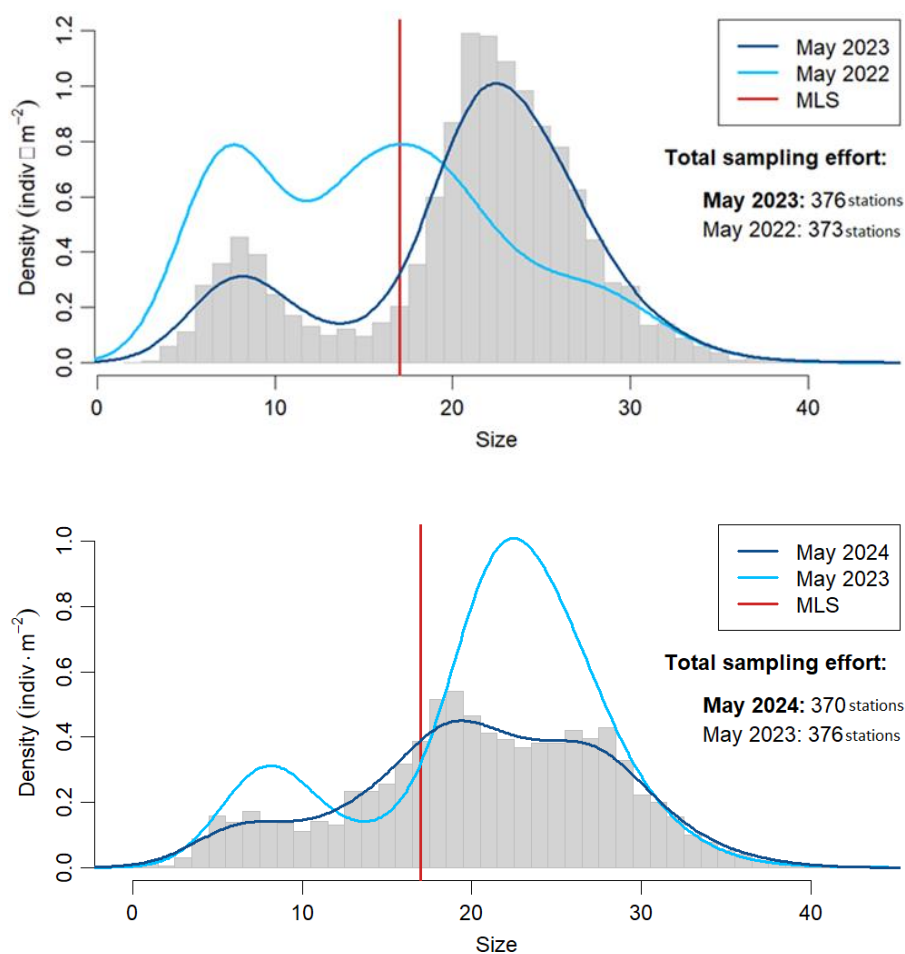 Density (indiv □ m⁻²)
1.2
1.0
0.8
0.6
0.4
0.2
0.0
0 10 20 30 40
Size
May 2023
May 2022
MLS
Total sampling effort:
May 2023: 376 stations
May 2022: 373 stations
Density (indiv · m⁻²)
1.0
0.8
0.6
0.4
0.2
0.0
0 10 20 30 40
Size
May 2024
May 2023
MLS
Total sampling effort:
May 2024: 370 stations
May 2023: 376 stations